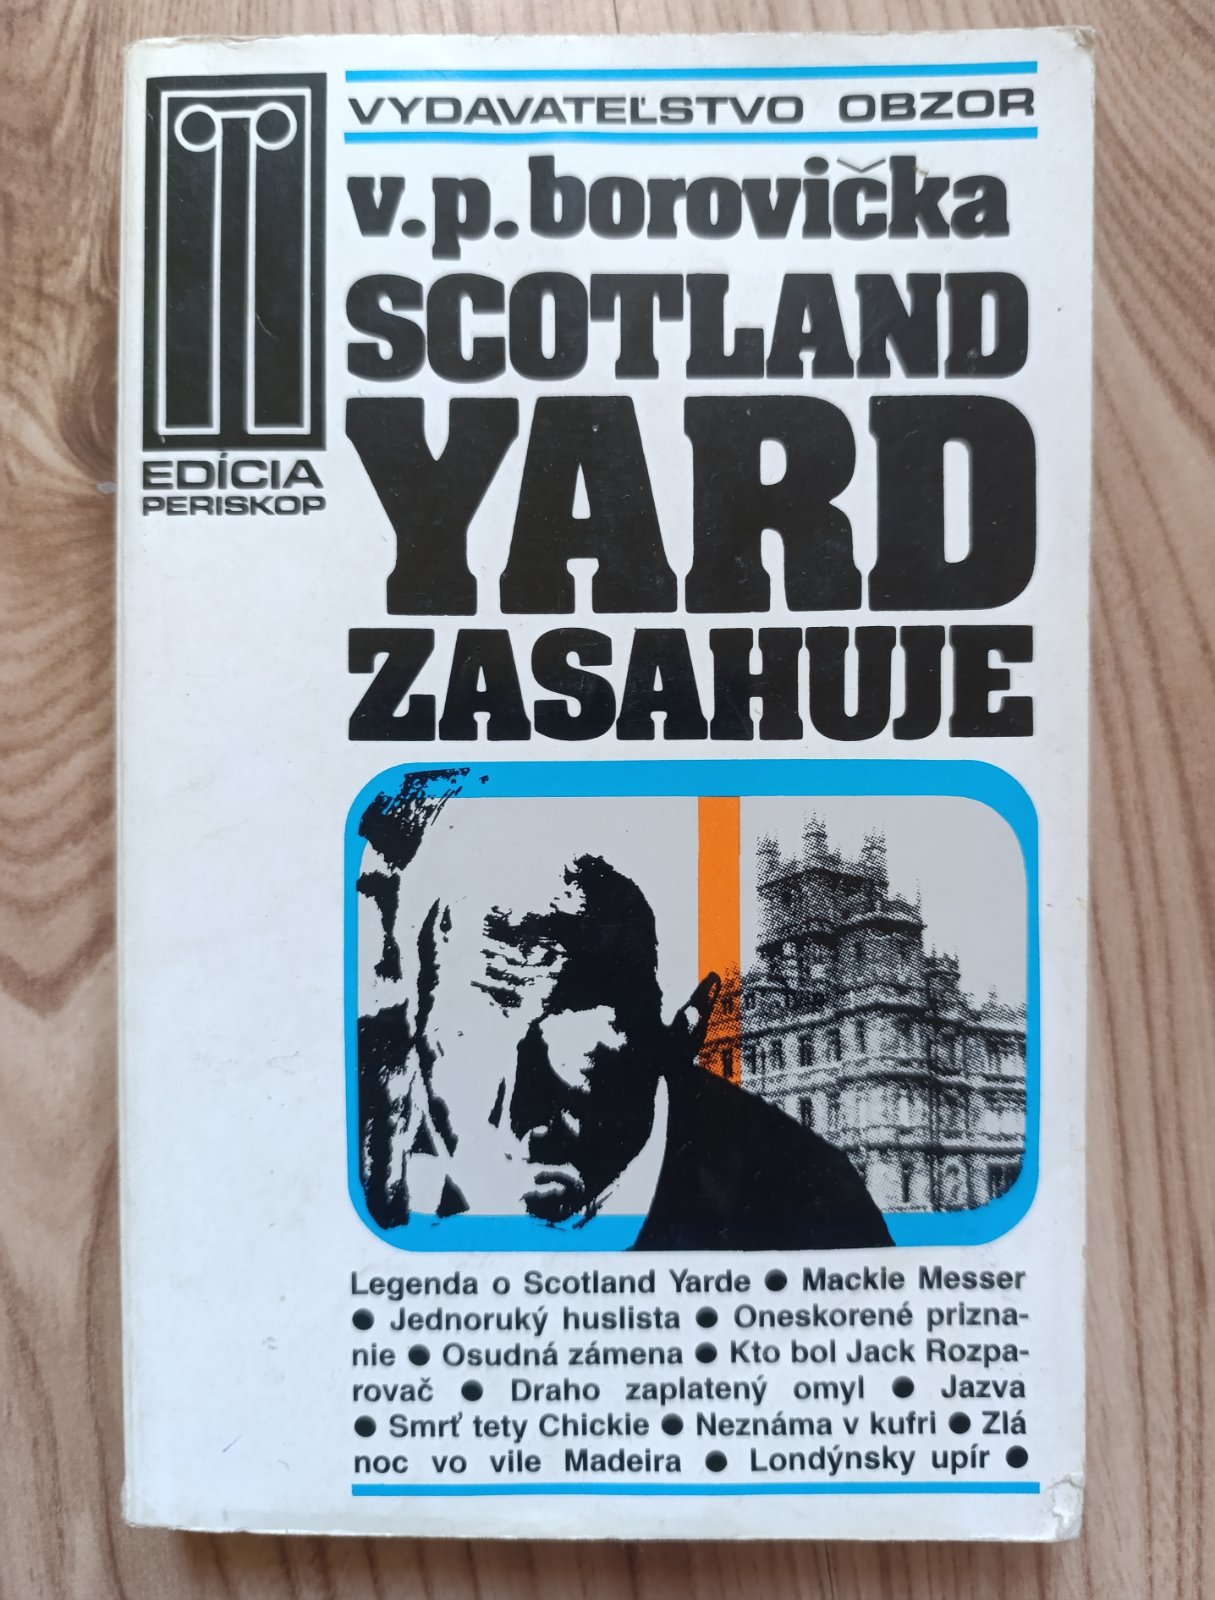 VYDAVATEĽSTVO OBZOR
v.p. borovička
SCOTLAND
YARD
ZASAHUJE
EDÍCIA
PERISKOP
Legenda o Scotland Yarde ● Mackie Messer
● Jednoruký huslista ● Oneskorené prizna-
nie ● Osudná zámena ● Kto bol Jack Rozpa-
rovač ● Draho zaplatený omyl ● Jazva
● Smrť tety Chickie ● Neznáma v kufri ● Zlá
noc vo vile Madeira ● Londýnsky upír ●